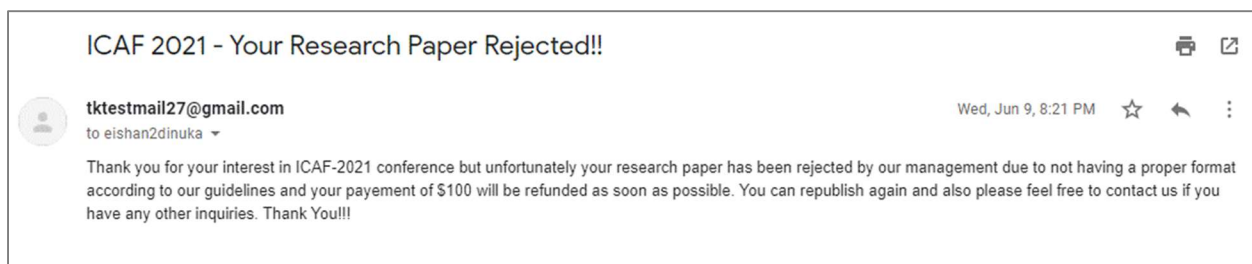 ICAF 2021 - Your Research Paper Rejected!!
tktestmail27@gmail.com
Wed, Jun 9, 8:21 PM
to eishan2dinuka
Thank you for your interest in ICAF-2021 conference but unfortunately your research paper has been rejected by our management due to not having a proper format
according to our guidelines and your payement of $100 will be refunded as soon as possible. You can republish again and also please feel free to contact us if you
have any other inquiries. Thank You!!!